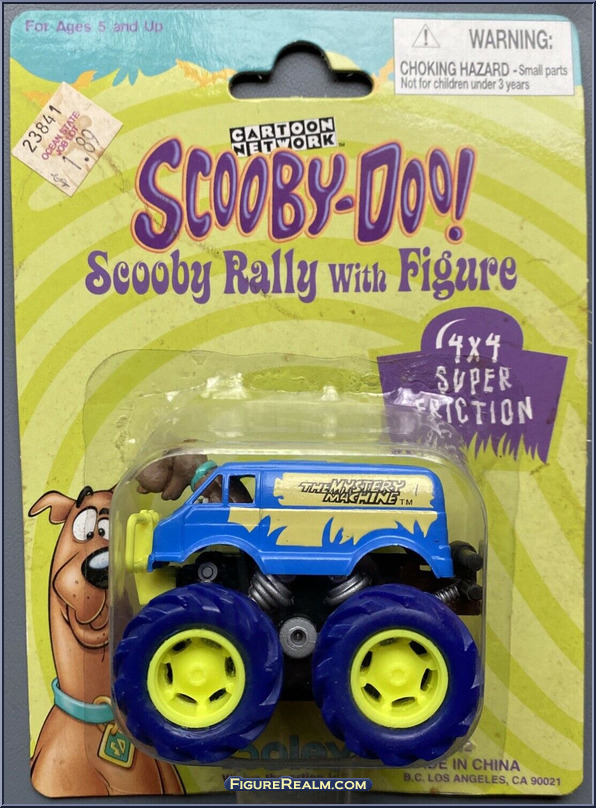 For Ages 5 and Up
WARNING:
CHOKING HAZARD - Small parts
Not for children under 3 years
23841
OCEAN STATE
JOB LOT
1.89
CARTOON
NETWORK™
SCOOBY-DOO!
Scooby Rally With Figure
4x4
SUPER
FRICTION
THE MYSTERY
MACHINE™
SD
MADE IN CHINA
B.C. LOS ANGELES, CA 90021
FigureRealm.com